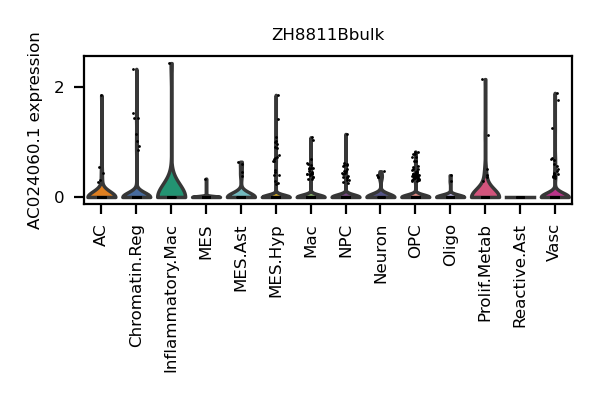 ZH8811Bbulk
AC024060.1 expression
2
0
AC
Chromatin.Reg
Inflammatory.Mac
MES
MES.Ast
MES.Hyp
Mac
NPC
Neuron
OPC
Oligo
Prolif.Metab
Reactive.Ast
Vasc